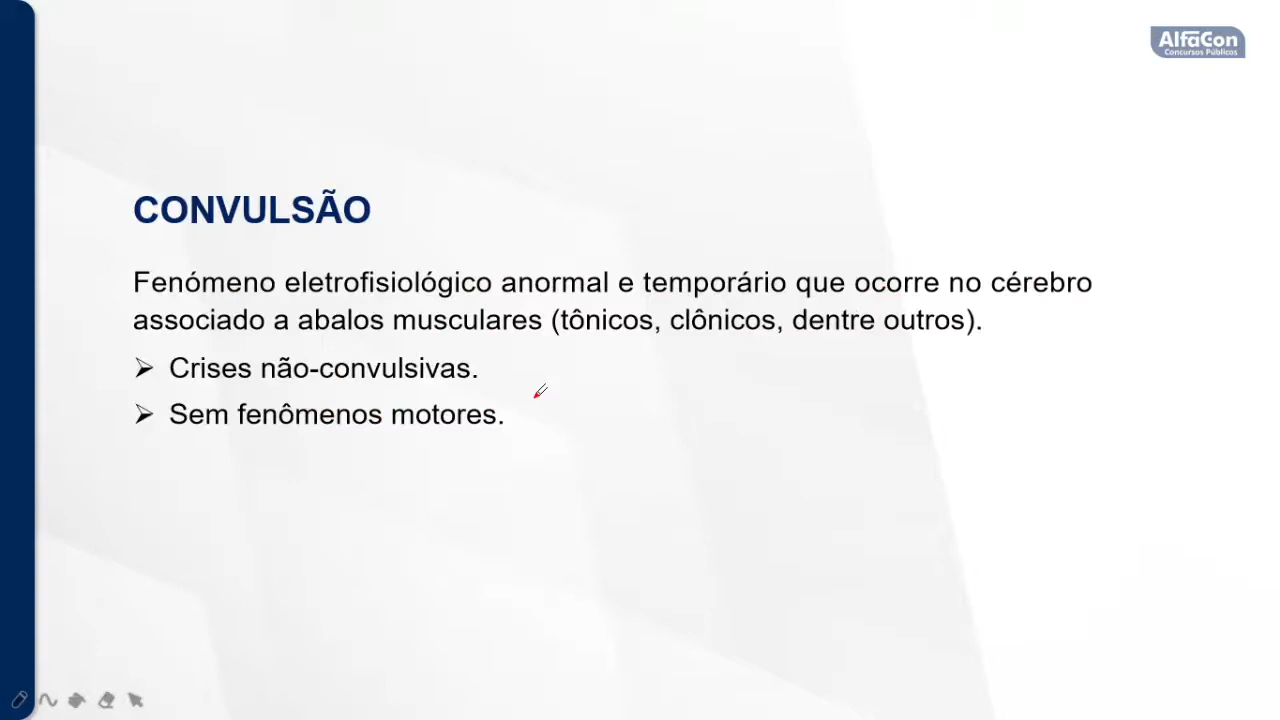 AlfaCon
Concursos Públicos
CONVULSÃO
Fenómeno eletrofisiológico anormal e temporário que ocorre no cérebro
associado a abalos musculares (tônicos, clônicos, dentre outros).
Crises não-convulsivas.
Sem fenômenos motores.